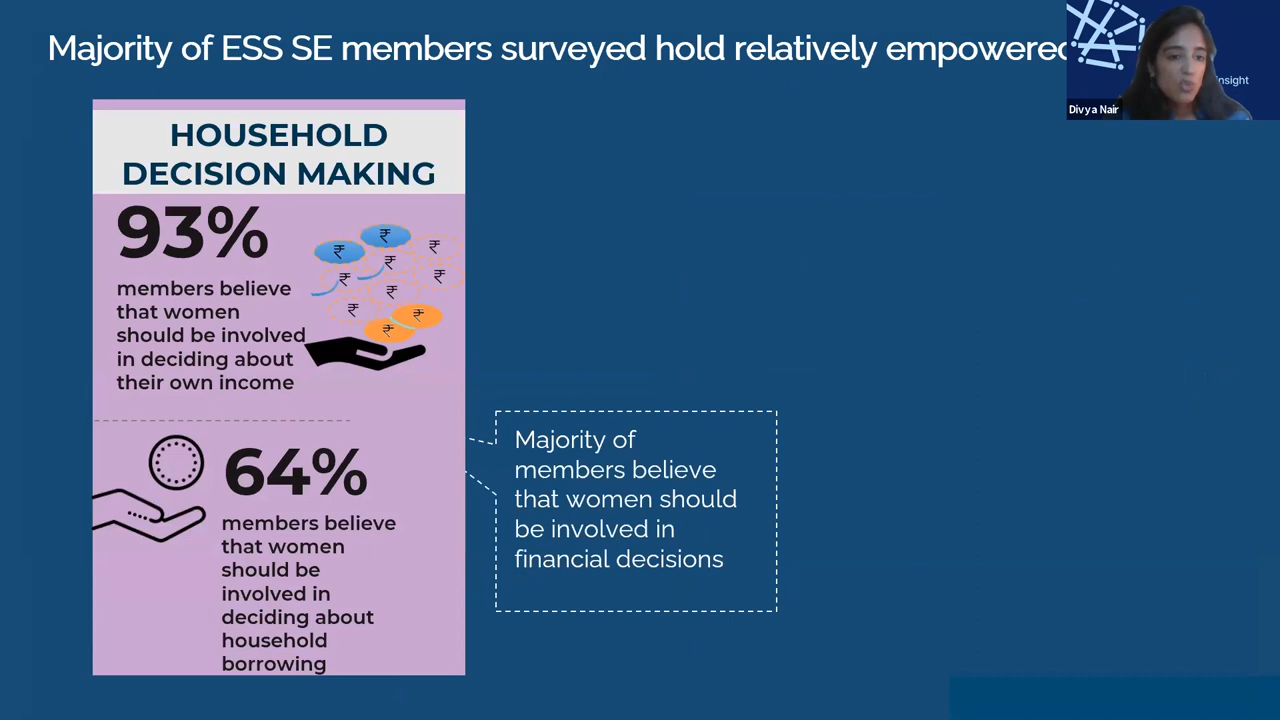 Majority of ESS SE members surveyed hold relatively empowered
nsight
Divya Nair
HOUSEHOLD
DECISION MAKING
93%
members believe
that women
should be involved
in deciding about
their own income
₹
₹
₹
₹
₹
₹
₹
₹
₹
₹
64%
members believe
that women
should be
involved in
deciding about
household
borrowing
Majority of
members believe
that women should
be involved in
financial decisions